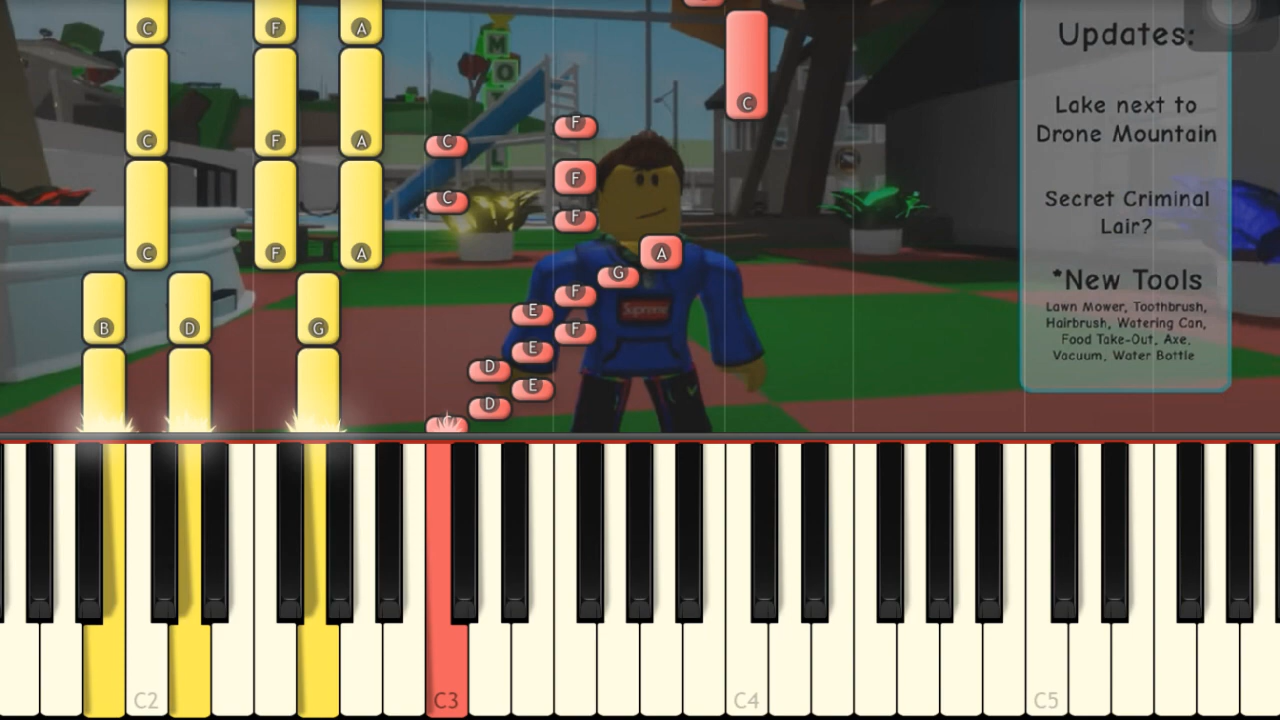 C F A
M
O
T
E
L
Updates:
Lake next to
Drone Mountain
Secret Criminal
Lair?
*New Tools
Lawn Mower, Toothbrush,
Hairbrush, Watering Can,
Food Take-Out, Axe,
Vacuum, Water Bottle
C
F
C F A
C
F
C
F
C F A
A
G
F
E
B D G
F
E
D
E
D
C
Supreme
C2
C3
C4
C5